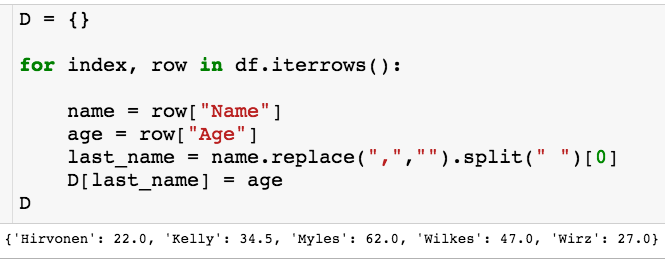 D = {}
for index, row in df.iterrows():
name = row["Name"]
age = row["Age"]
last_name = name.replace(",","").split(" ")[0]
D[last_name] = age
D
{'Hirvonen': 22.0, 'Kelly': 34.5, 'Myles': 62.0, 'Wilkes': 47.0, 'Wirz': 27.0}